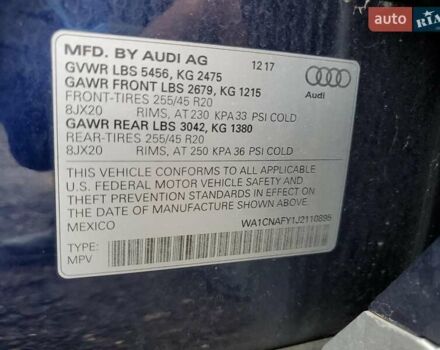 AUTO.RIA
MFD. BY AUDI AG 12 17
GVWR LBS 5456, KG 2475
GAWR FRONT LBS 2679, KG 1215
FRONT-TIRES 255/45 R20
8JX20 RIMS, AT 230 KPA 33 PSI COLD
GAWR REAR LBS 3042, KG 1380
REAR-TIRES 255/45 R20
8JX20 RIMS, AT 250 KPA 36 PSI COLD
Audi
THIS VEHICLE CONFORMS TO ALL APPLICABLE
U.S. FEDERAL MOTOR VEHICLE SAFETY AND
THEFT PREVENTION STANDARDS IN EFFECT
ON THE DATE OF MANUFACTURE SHOWN ABOVE.
MEXICO WA1CNAFY1J2110895
TYPE:
MPV